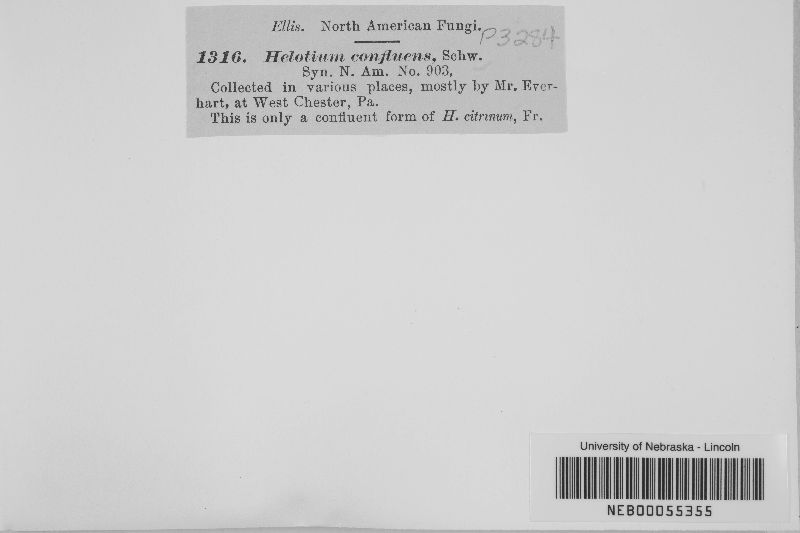 Ellis. North American Fungi.
P3284
1316. Helotium confluens, Schw.
Syn. N. Am. No. 903,
Collected in various places, mostly by Mr. Ever-
hart, at West Chester, Pa.
This is only a confluent form of H. citrinum, Fr.
University of Nebraska - Lincoln
NEB00055355